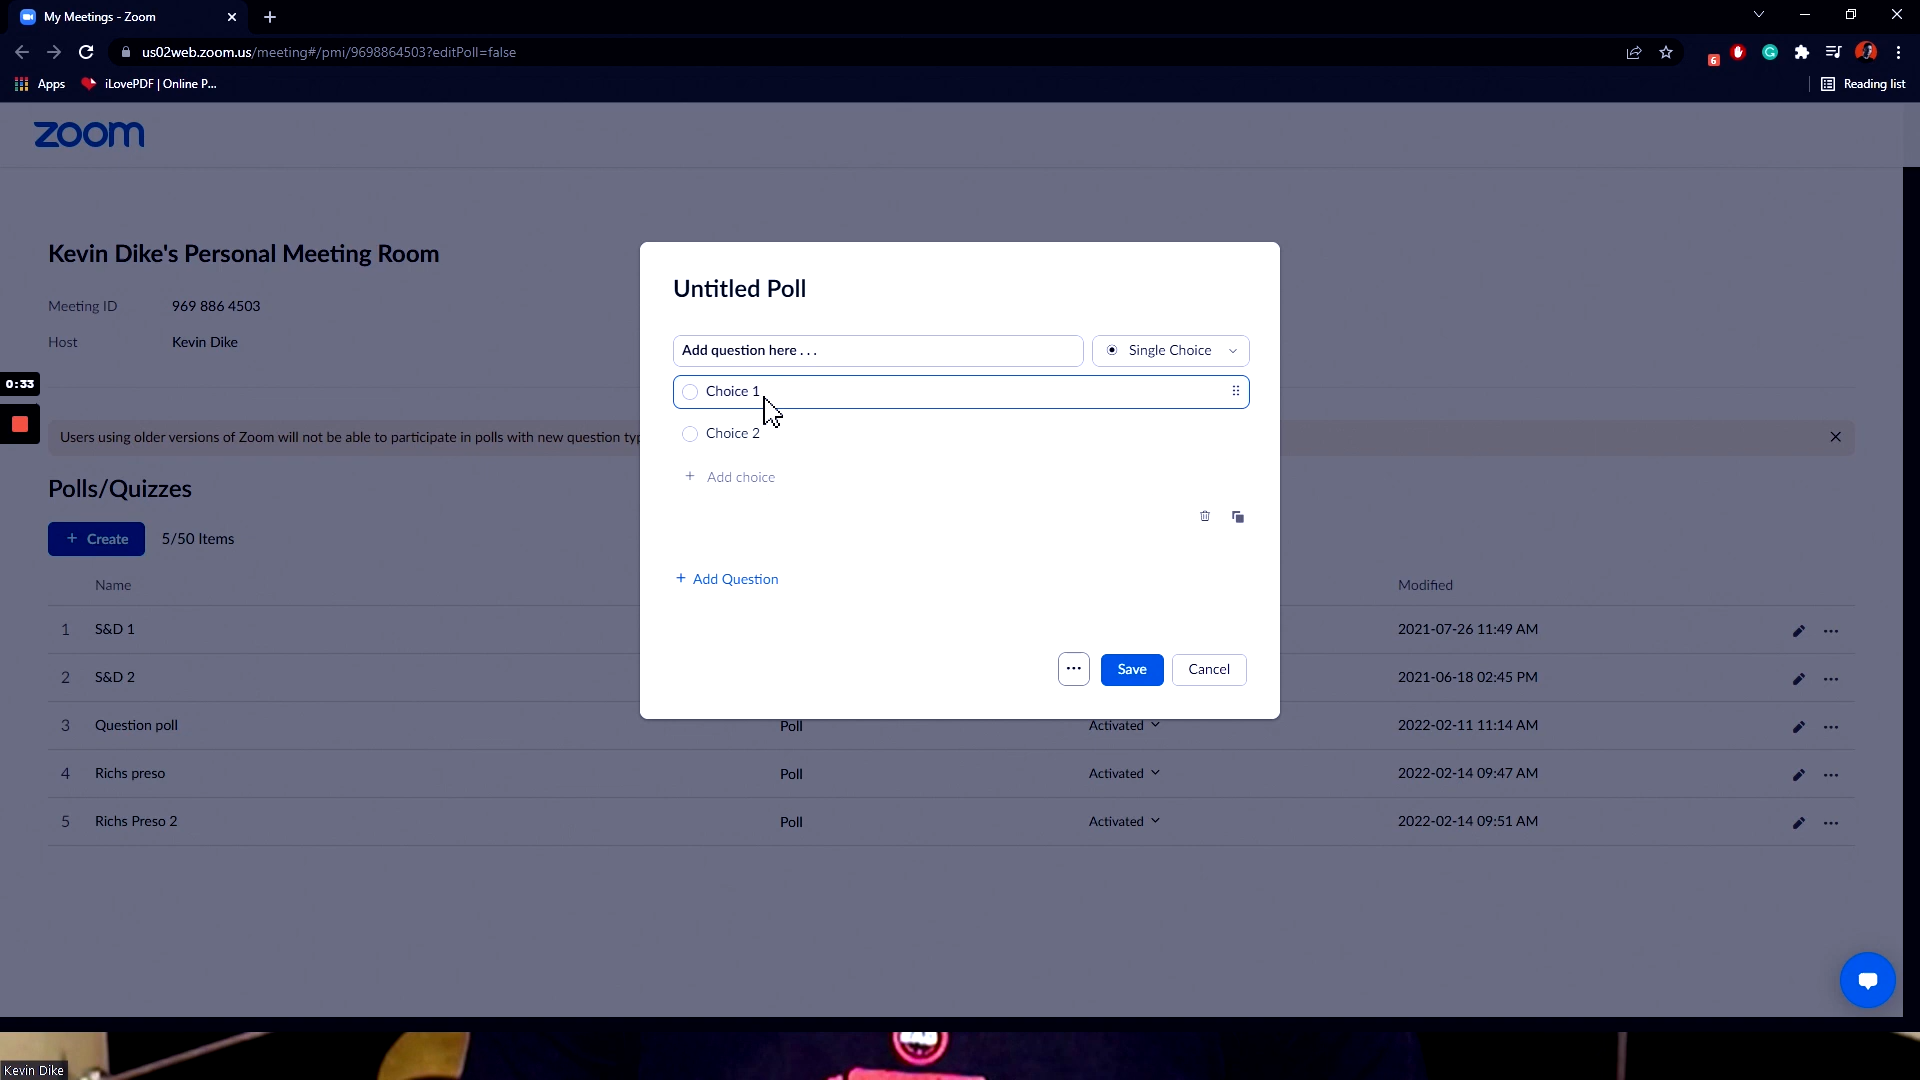 My Meetings - Zoom
us02web.zoom.us/meeting#/pmi/9698864503?editPoll=false
6
Apps
iLovePDF | Online P...
Reading list
zoom
Kevin Dike's Personal Meeting Room
Meeting ID 969 886 4503
Host Kevin Dike
0:33
Users using older versions of Zoom will not be able to participate in polls with new question typ
Polls/Quizzes
+ Create 5/50 Items
Name Modified
1 S&D 1 2021-07-26 11:49 AM
2 S&D 2 2021-06-18 02:45 PM
3 Question poll Poll Activated 2022-02-11 11:14 AM
4 Richs preso Poll Activated 2022-02-14 09:47 AM
5 Richs Preso 2 Poll Activated 2022-02-14 09:51 AM
Untitled Poll
Add question here . . . Single Choice
Choice 1
Choice 2
+ Add choice
+ Add Question
... Save Cancel
Kevin Dike